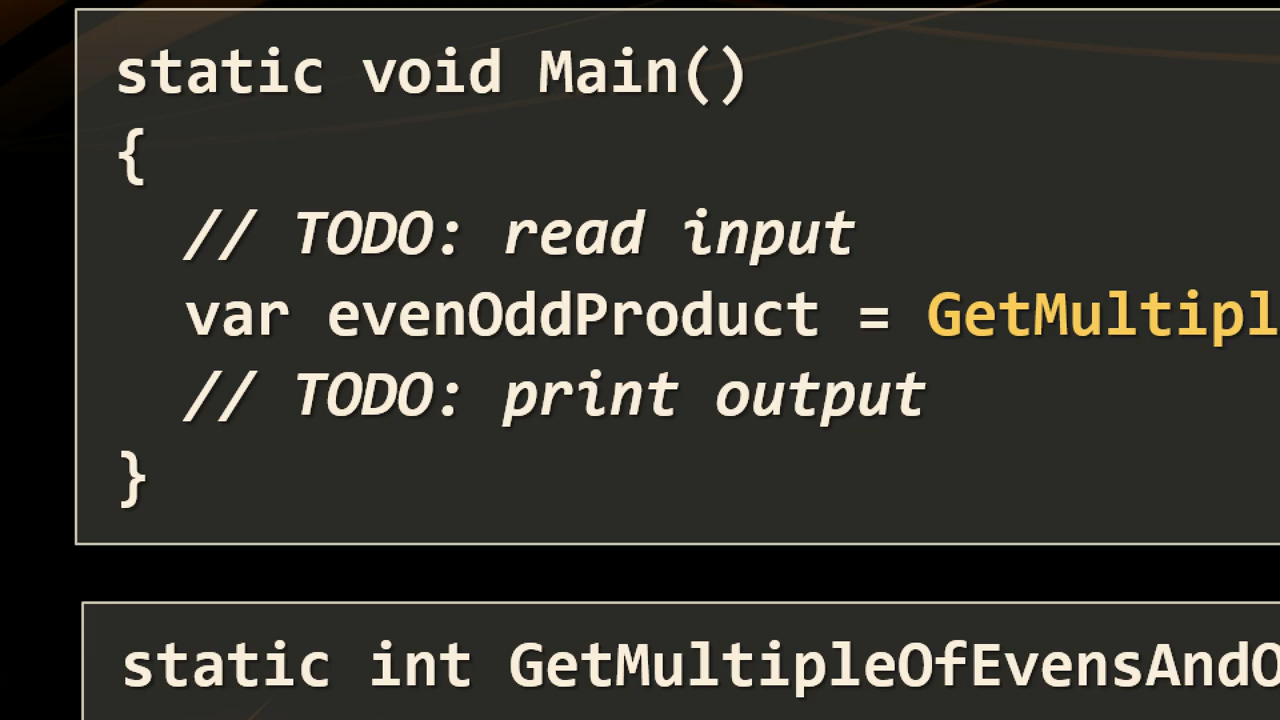 static void Main()
{
// TODO: read input
var evenOddProduct = GetMultipl
// TODO: print output
}
static int GetMultipleOfEvensAndO